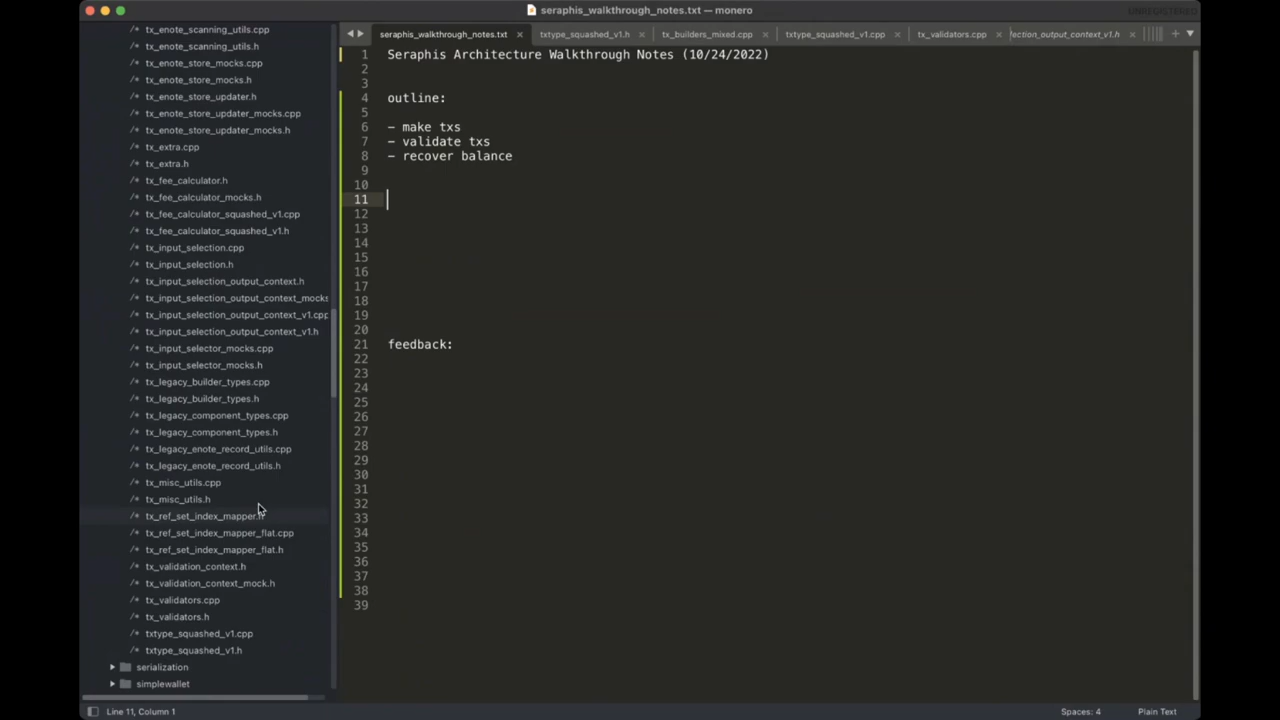 seraphis_walkthrough_notes.txt — monero
UNREGISTERED
seraphis_walkthrough_notes.txt
txtype_squashed_v1.h
tx_builders_mixed.cpp
txtype_squashed_v1.cpp
tx_validators.cpp
lection_output_context_v1.h
tx_enote_scanning_utils.cpp
tx_enote_scanning_utils.h
tx_enote_store_mocks.cpp
tx_enote_store_mocks.h
tx_enote_store_updater.h
tx_enote_store_updater_mocks.cpp
tx_enote_store_updater_mocks.h
tx_extra.cpp
tx_extra.h
tx_fee_calculator.h
tx_fee_calculator_mocks.h
tx_fee_calculator_squashed_v1.cpp
tx_fee_calculator_squashed_v1.h
tx_input_selection.cpp
tx_input_selection.h
tx_input_selection_output_context.h
tx_input_selection_output_context_mocks
tx_input_selection_output_context_v1.cpp
tx_input_selection_output_context_v1.h
tx_input_selector_mocks.cpp
tx_input_selector_mocks.h
tx_legacy_builder_types.cpp
tx_legacy_builder_types.h
tx_legacy_component_types.cpp
tx_legacy_component_types.h
tx_legacy_enote_record_utils.cpp
tx_legacy_enote_record_utils.h
tx_misc_utils.cpp
tx_misc_utils.h
tx_ref_set_index_mapper.h
tx_ref_set_index_mapper_flat.cpp
tx_ref_set_index_mapper_flat.h
tx_validation_context.h
tx_validation_context_mock.h
tx_validators.cpp
tx_validators.h
txtype_squashed_v1.cpp
txtype_squashed_v1.h
serialization
simplewallet
1 Seraphis Architecture Walkthrough Notes (10/24/2022)
2
3
4 outline:
5
6 - make txs
7 - validate txs
8 - recover balance
9
10
11
12
13
14
15
16
17
18
19
20
21 feedback:
22
23
24
25
26
27
28
29
30
31
32
33
34
35
36
37
38
39
Line 11, Column 1
Spaces: 4
Plain Text